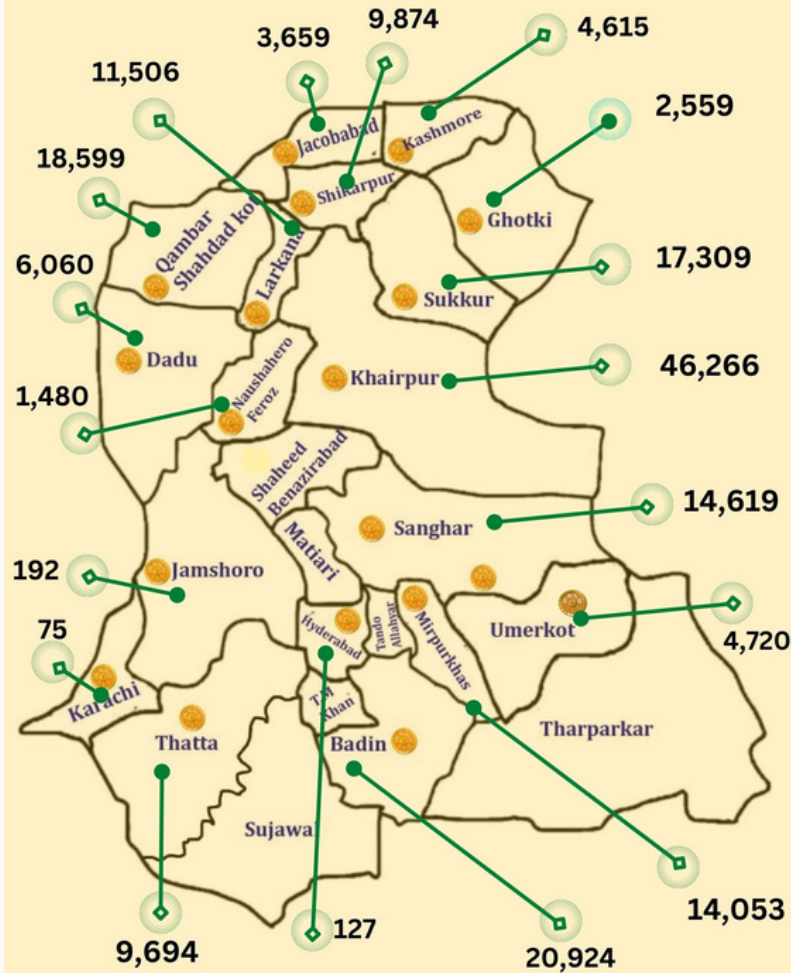 9,874
4,615
3,659
11,506
2,559
Jacobabad
Kashmore
18,599
Shikarpur
Qambar
Shahdad kot
Ghotki
6,060
Larkana
17,309
Sukkur
Dadu
Naushahero
Feroz
Khairpur
46,266
1,480
Shaheed
Benazirabad
14,619
Sanghar
Matiari
192
Jamshoro
Hyderabad
Tando
Allahyar
Mirpurkhas
Umerkot
4,720
75
Karachi
T.M
Khan
Thatta
Badin
Tharparkar
Sujawal
14,053
127
9,694
20,924